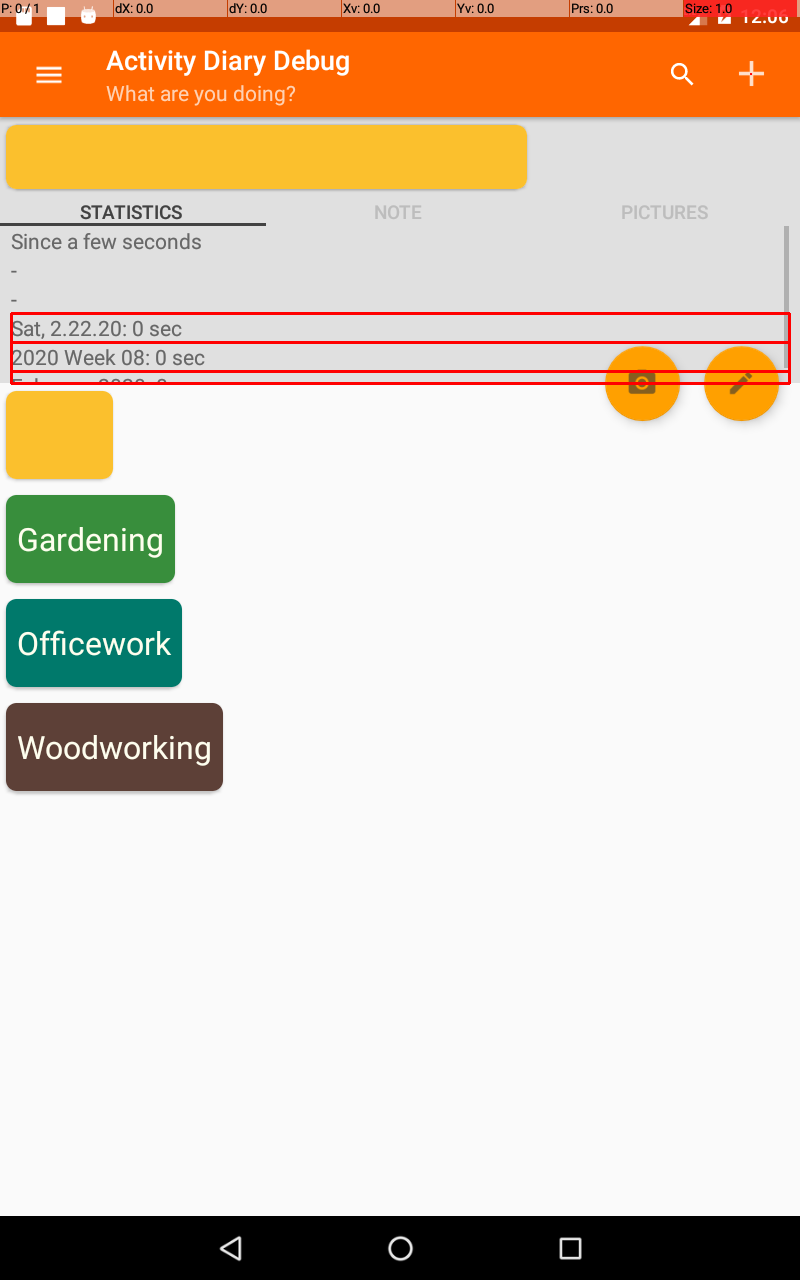 P: 0 / 1 dX: 0.0 dY: 0.0 Xv: 0.0 Yv: 0.0 Prs: 0.0 Size: 1.0
12:06
Activity Diary Debug
What are you doing?
STATISTICS NOTE PICTURES
Since a few seconds
-
-
Sat, 2.22.20: 0 sec
2020 Week 08: 0 sec
Gardening
Officework
Woodworking